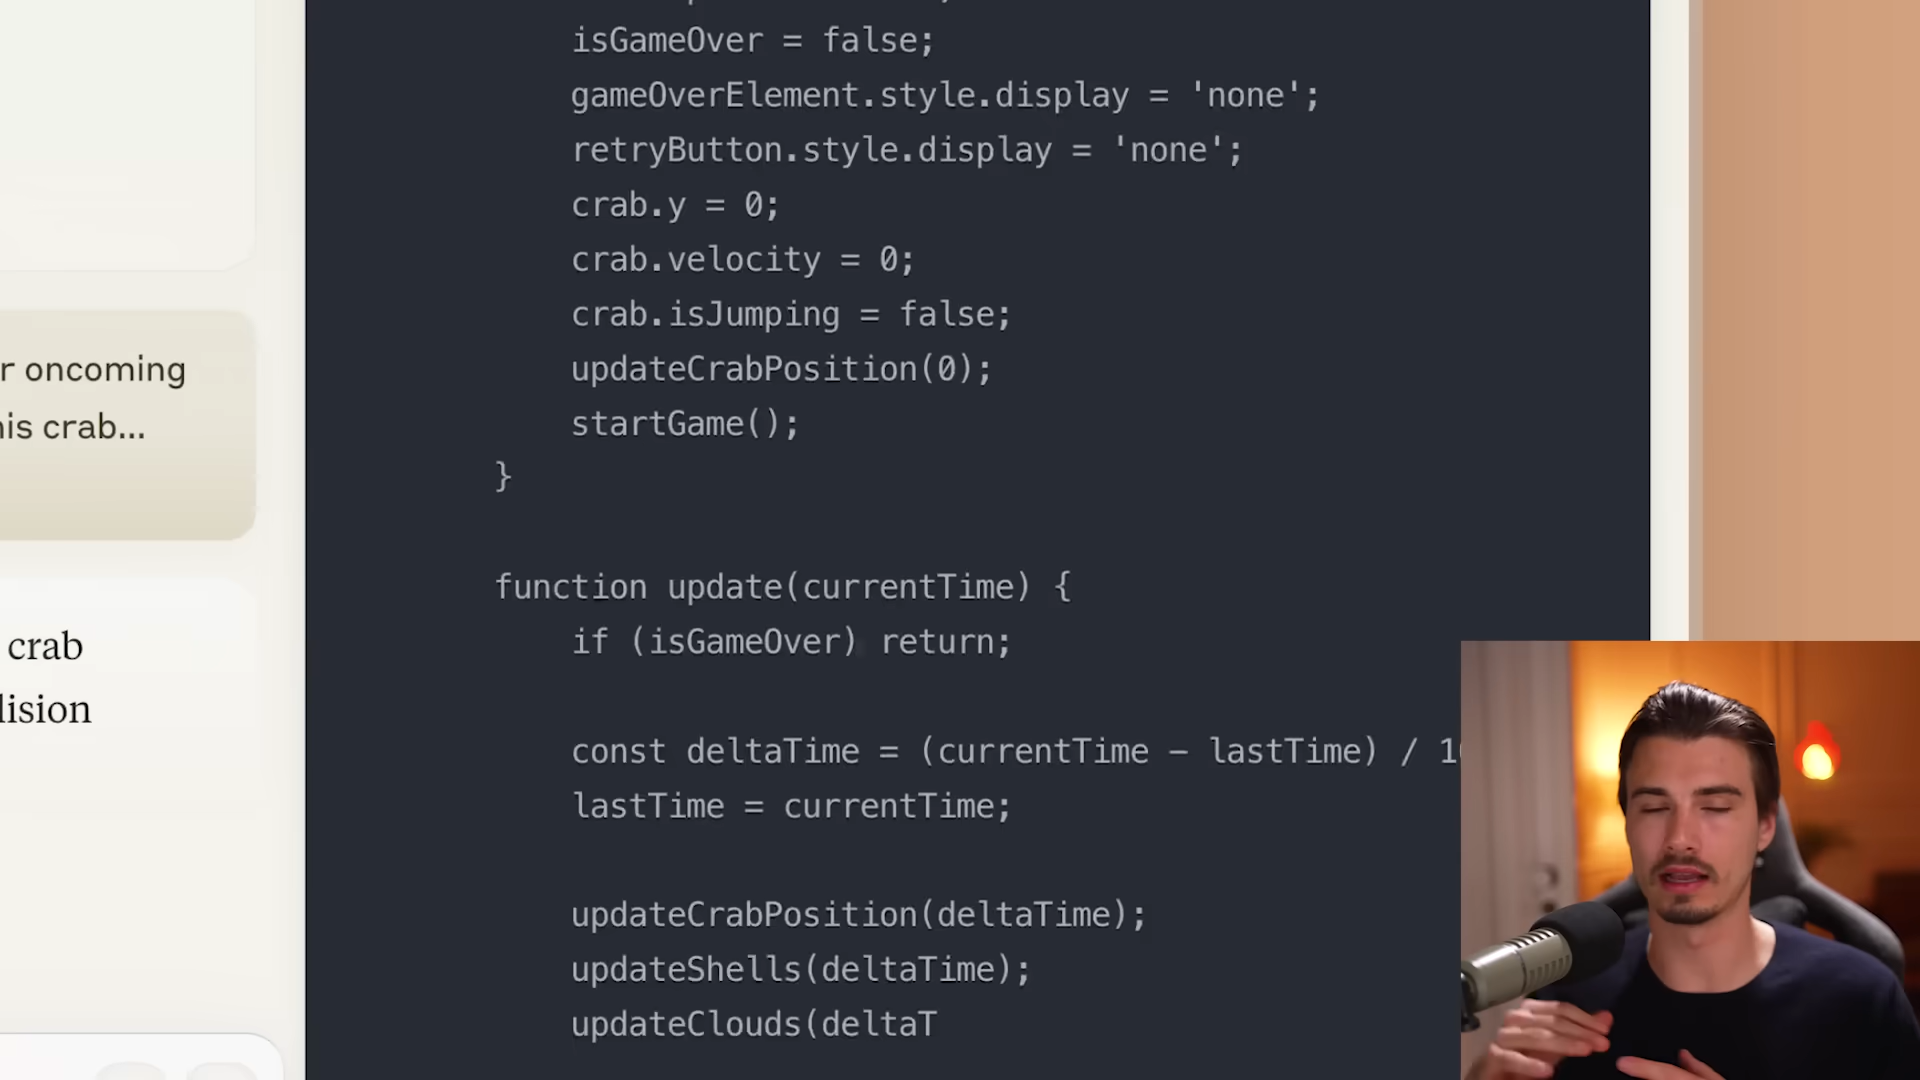 isGameOver = false;
gameOverElement.style.display = 'none';
retryButton.style.display = 'none';
crab.y = 0;
crab.velocity = 0;
crab.isJumping = false;
updateCrabPosition(0);
startGame();
}
function update(currentTime) {
if (isGameOver) return;
const deltaTime = (currentTime - lastTime) / 1
lastTime = currentTime;
updateCrabPosition(deltaTime);
updateShells(deltaTime);
updateClouds(deltaT
r oncoming
his crab...
crab
lision